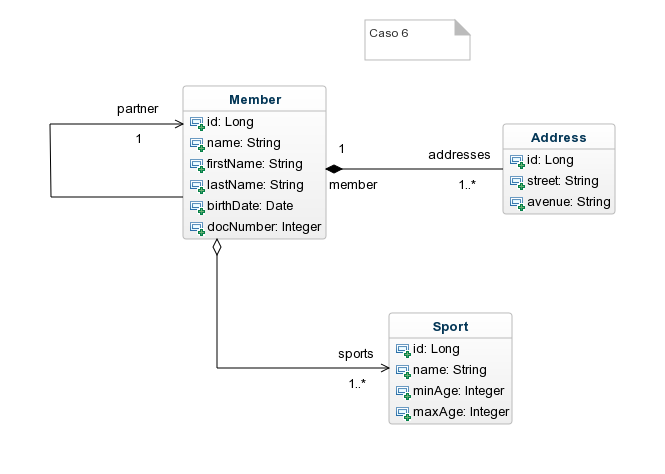 Caso 6
Member
id: Long
name: String
firstName: String
lastName: String
birthDate: Date
docNumber: Integer
partner
1
1
member
addresses
1..*
Address
id: Long
street: String
avenue: String
sports
1..*
Sport
id: Long
name: String
minAge: Integer
maxAge: Integer